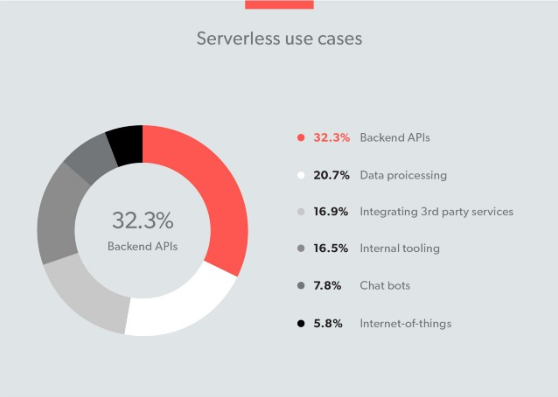 Serverless use cases
32.3%
Backend APIs
32.3% Backend APIs
20.7% Data proicessing
16.9% Integrating 3rd party services
16.5% Internal tooling
7.8% Chat bots
5.8% Internet-of-things